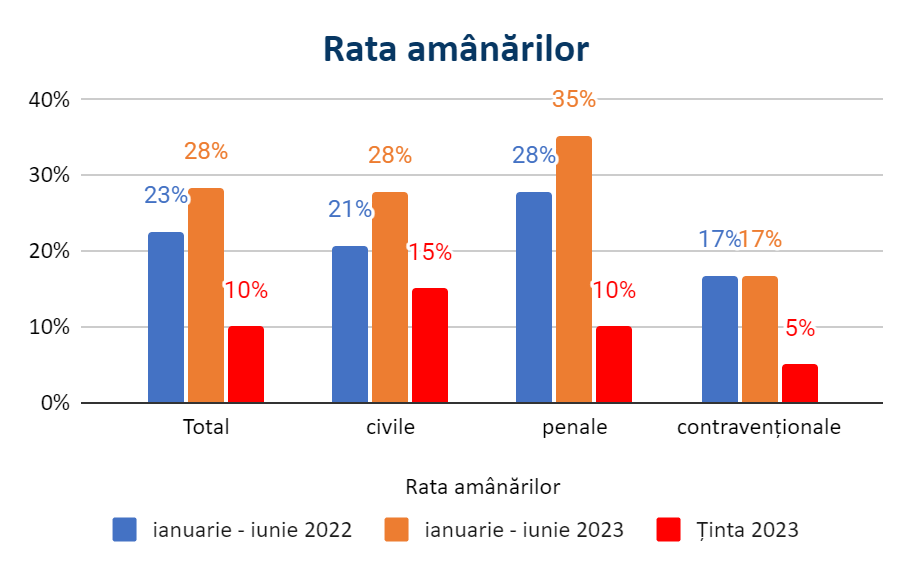 Rata amânărilor
40%
30%
20%
10%
0%
23%
28%
10%
21%
28%
15%
28%
35%
10%
17%
17%
5%
Total
civile
penale
contravenționale
Rata amânărilor
ianuarie - iunie 2022
ianuarie - iunie 2023
Ținta 2023